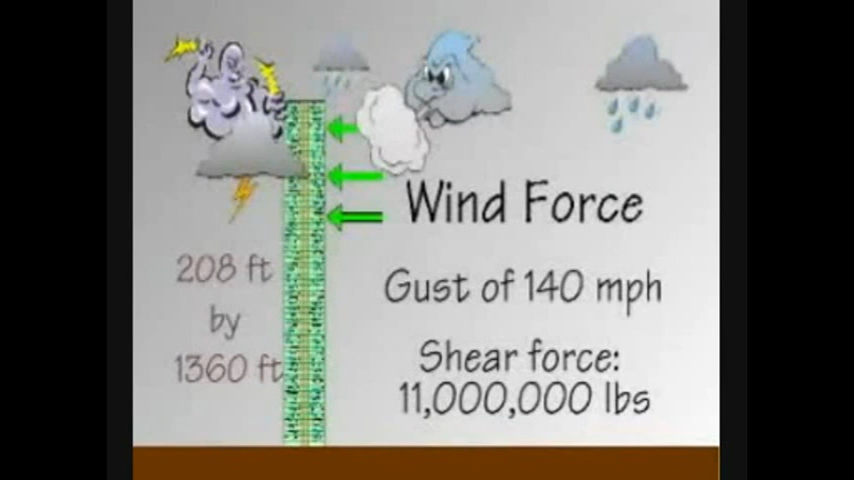 Wind Force
208 ft
by
1360 ft
Gust of 140 mph
Shear force:
11,000,000 lbs